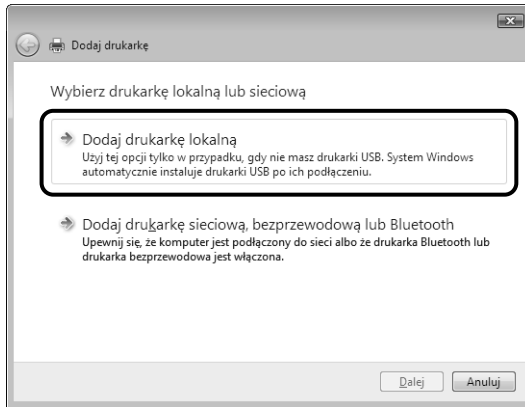 Dodaj drukarkę
Wybierz drukarkę lokalną lub sieciową
Dodaj drukarkę lokalną
Użyj tej opcji tylko w przypadku, gdy nie masz drukarki USB. System Windows
automatycznie instaluje drukarki USB po ich podłączeniu.
Dodaj drukarkę sieciową, bezprzewodową lub Bluetooth
Upewnij się, że komputer jest podłączony do sieci albo że drukarka Bluetooth lub
drukarka bezprzewodowa jest włączona.
Dalej Anuluj